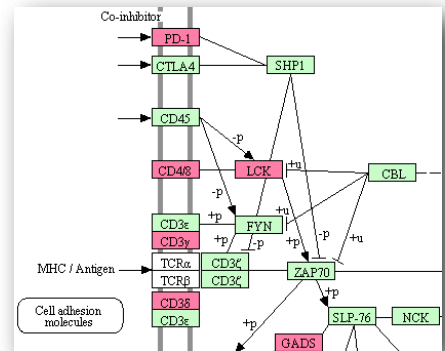 Co-inhibitor
PD-1
CTLA4
SHP1
CD45
-p
CD4/8
LCK
+u
CBL
-p
+p
+u
CD3ε
FYN
CD3γ
+p
-p
+p
-p
+u
MHC / Antigen
TCRα
CD3ζ
TCRβ
CD3ζ
ZAP70
CD3δ
+p
Cell adhesion
molecules
CD3ε
+p
SLP-76
NCK
GADS